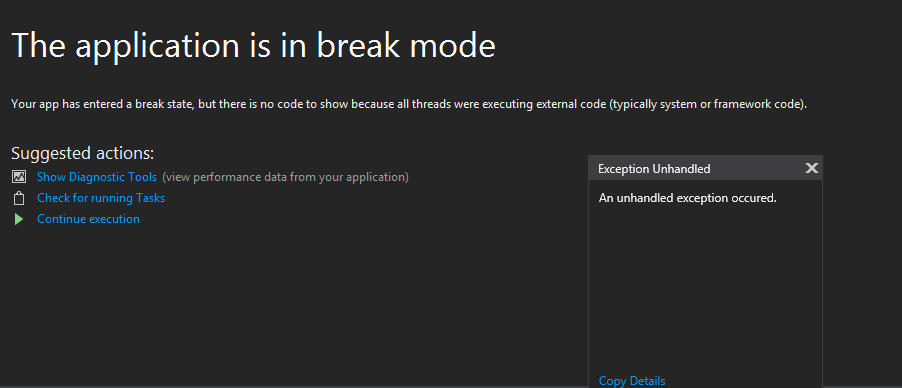 The application is in break mode
Your app has entered a break state, but there is no code to show because all threads were executing external code (typically system or framework code).
Suggested actions:
Show Diagnostic Tools (view performance data from your application)
Check for running Tasks
Continue execution
Exception Unhandled
An unhandled exception occured.
Copy Details